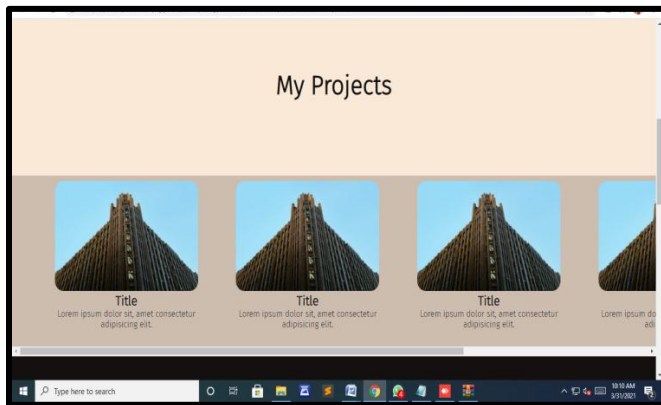 My Projects
Title
Lorem ipsum dolor sit, amet consectetur
adipisicing elit.
Title
Lorem ipsum dolor sit, amet consectetur
adipisicing elit.
Title
Lorem ipsum dolor sit, amet consectetur
adipisicing elit.
Lorem ipsum do
adi
Type here to search
10:10 AM
3/31/2021